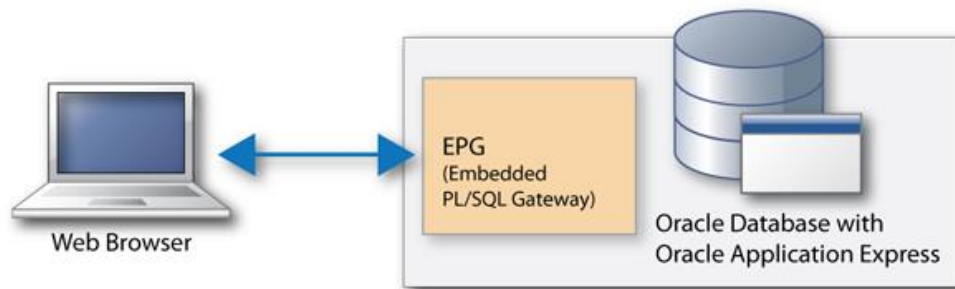 Web Browser
EPG
(Embedded
PL/SQL Gateway)
Oracle Database with
Oracle Application Express